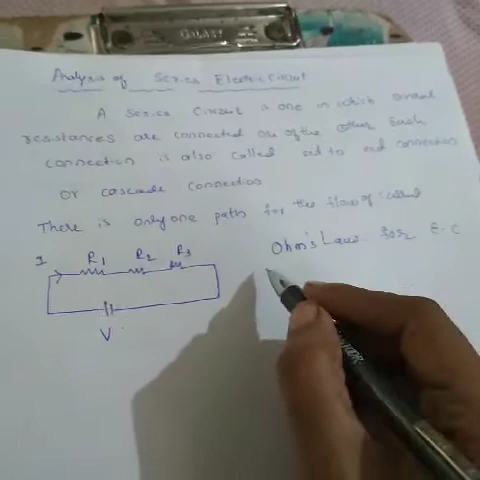 GALAXY
Analysis of Series Electric Circuit
A Series Circuit is one in which several
resistances are connected one of the other Such
connection is also called end to end connection
or cascade connection
There is only one path for the flow of current
Ohm's Law for E.C
I R1 R2 R3
V